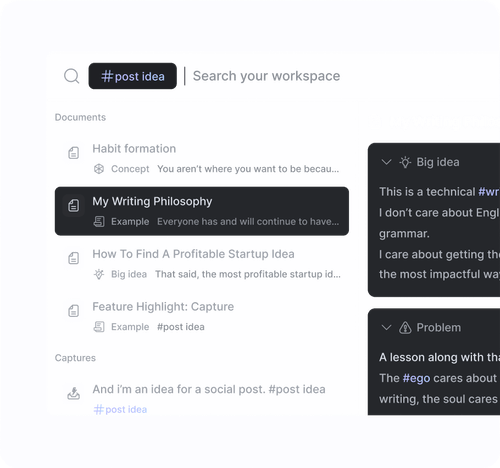 #post idea Search your workspace
Documents
Habit formation
Concept You aren't where you want to be becau...
My Writing Philosophy
Example Everyone has and will continue to have...
How To Find A Profitable Startup Idea
Big idea That said, the most profitable startup id...
Feature Highlight: Capture
Example #post idea
Captures
And i'm an idea for a social post. #post idea
#post idea
Big idea
This is a technical #wr
I don't care about Engl
grammar.
I care about getting the
the most impactful way
Problem
A lesson along with tha
The #ego cares about
writing, the soul cares